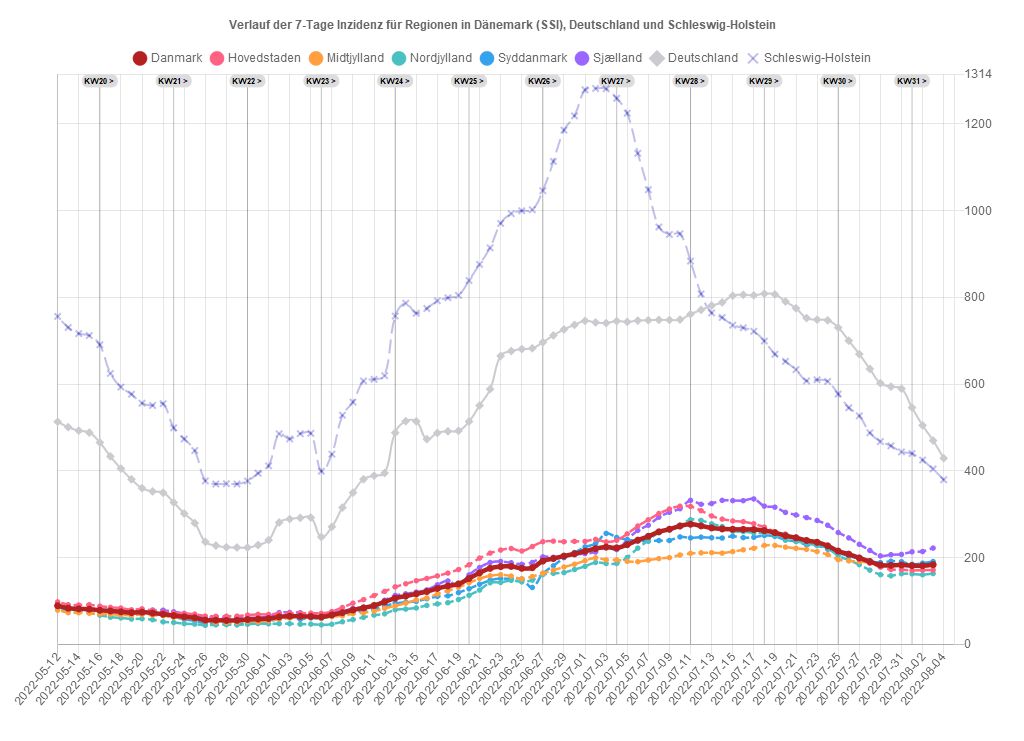 Verlauf der 7-Tage Inzidenz für Regionen in Dänemark (SSI), Deutschland und Schleswig-Holstein
Danmark Hovedstaden Midtjylland Nordjylland Syddanmark Sjælland Deutschland Schleswig-Holstein
KW20 > KW21 > KW22 > KW23 > KW24 > KW25 > KW26 > KW27 > KW28 > KW29 > KW30 > KW31 >
1314
1200
1000
800
600
400
200
0
2022-05-12 2022-05-14 2022-05-16 2022-05-18 2022-05-20 2022-05-22 2022-05-24 2022-05-26 2022-05-28 2022-05-30 2022-06-01 2022-06-03 2022-06-05 2022-06-07 2022-06-09 2022-06-11 2022-06-13 2022-06-15 2022-06-17 2022-06-19 2022-06-21 2022-06-23 2022-06-25 2022-06-27 2022-06-29 2022-07-01 2022-07-03 2022-07-05 2022-07-07 2022-07-09 2022-07-11 2022-07-13 2022-07-15 2022-07-17 2022-07-19 2022-07-21 2022-07-23 2022-07-25 2022-07-27 2022-07-29 2022-07-31 2022-08-02 2022-08-04